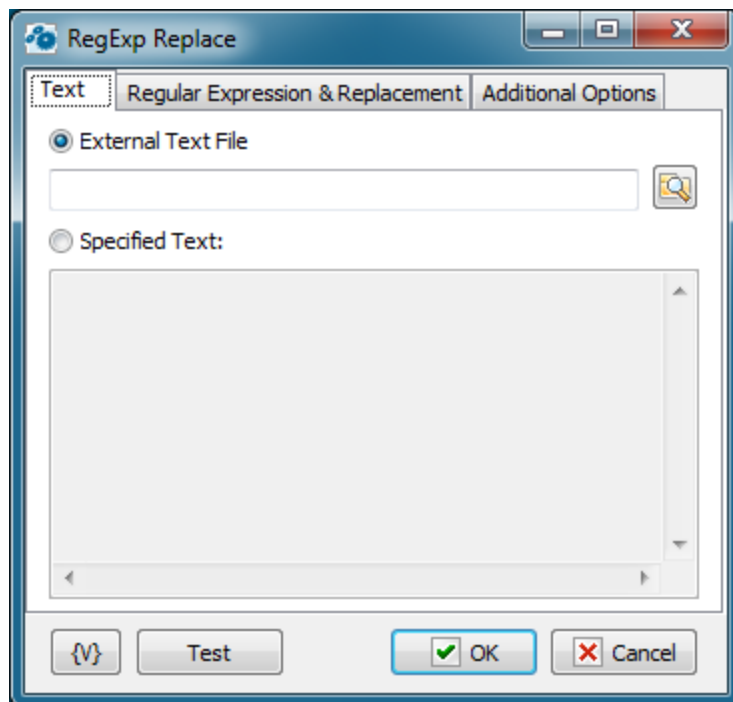 RegExp Replace
Text Regular Expression & Replacement Additional Options
External Text File
Specified Text:
{V} Test OK Cancel